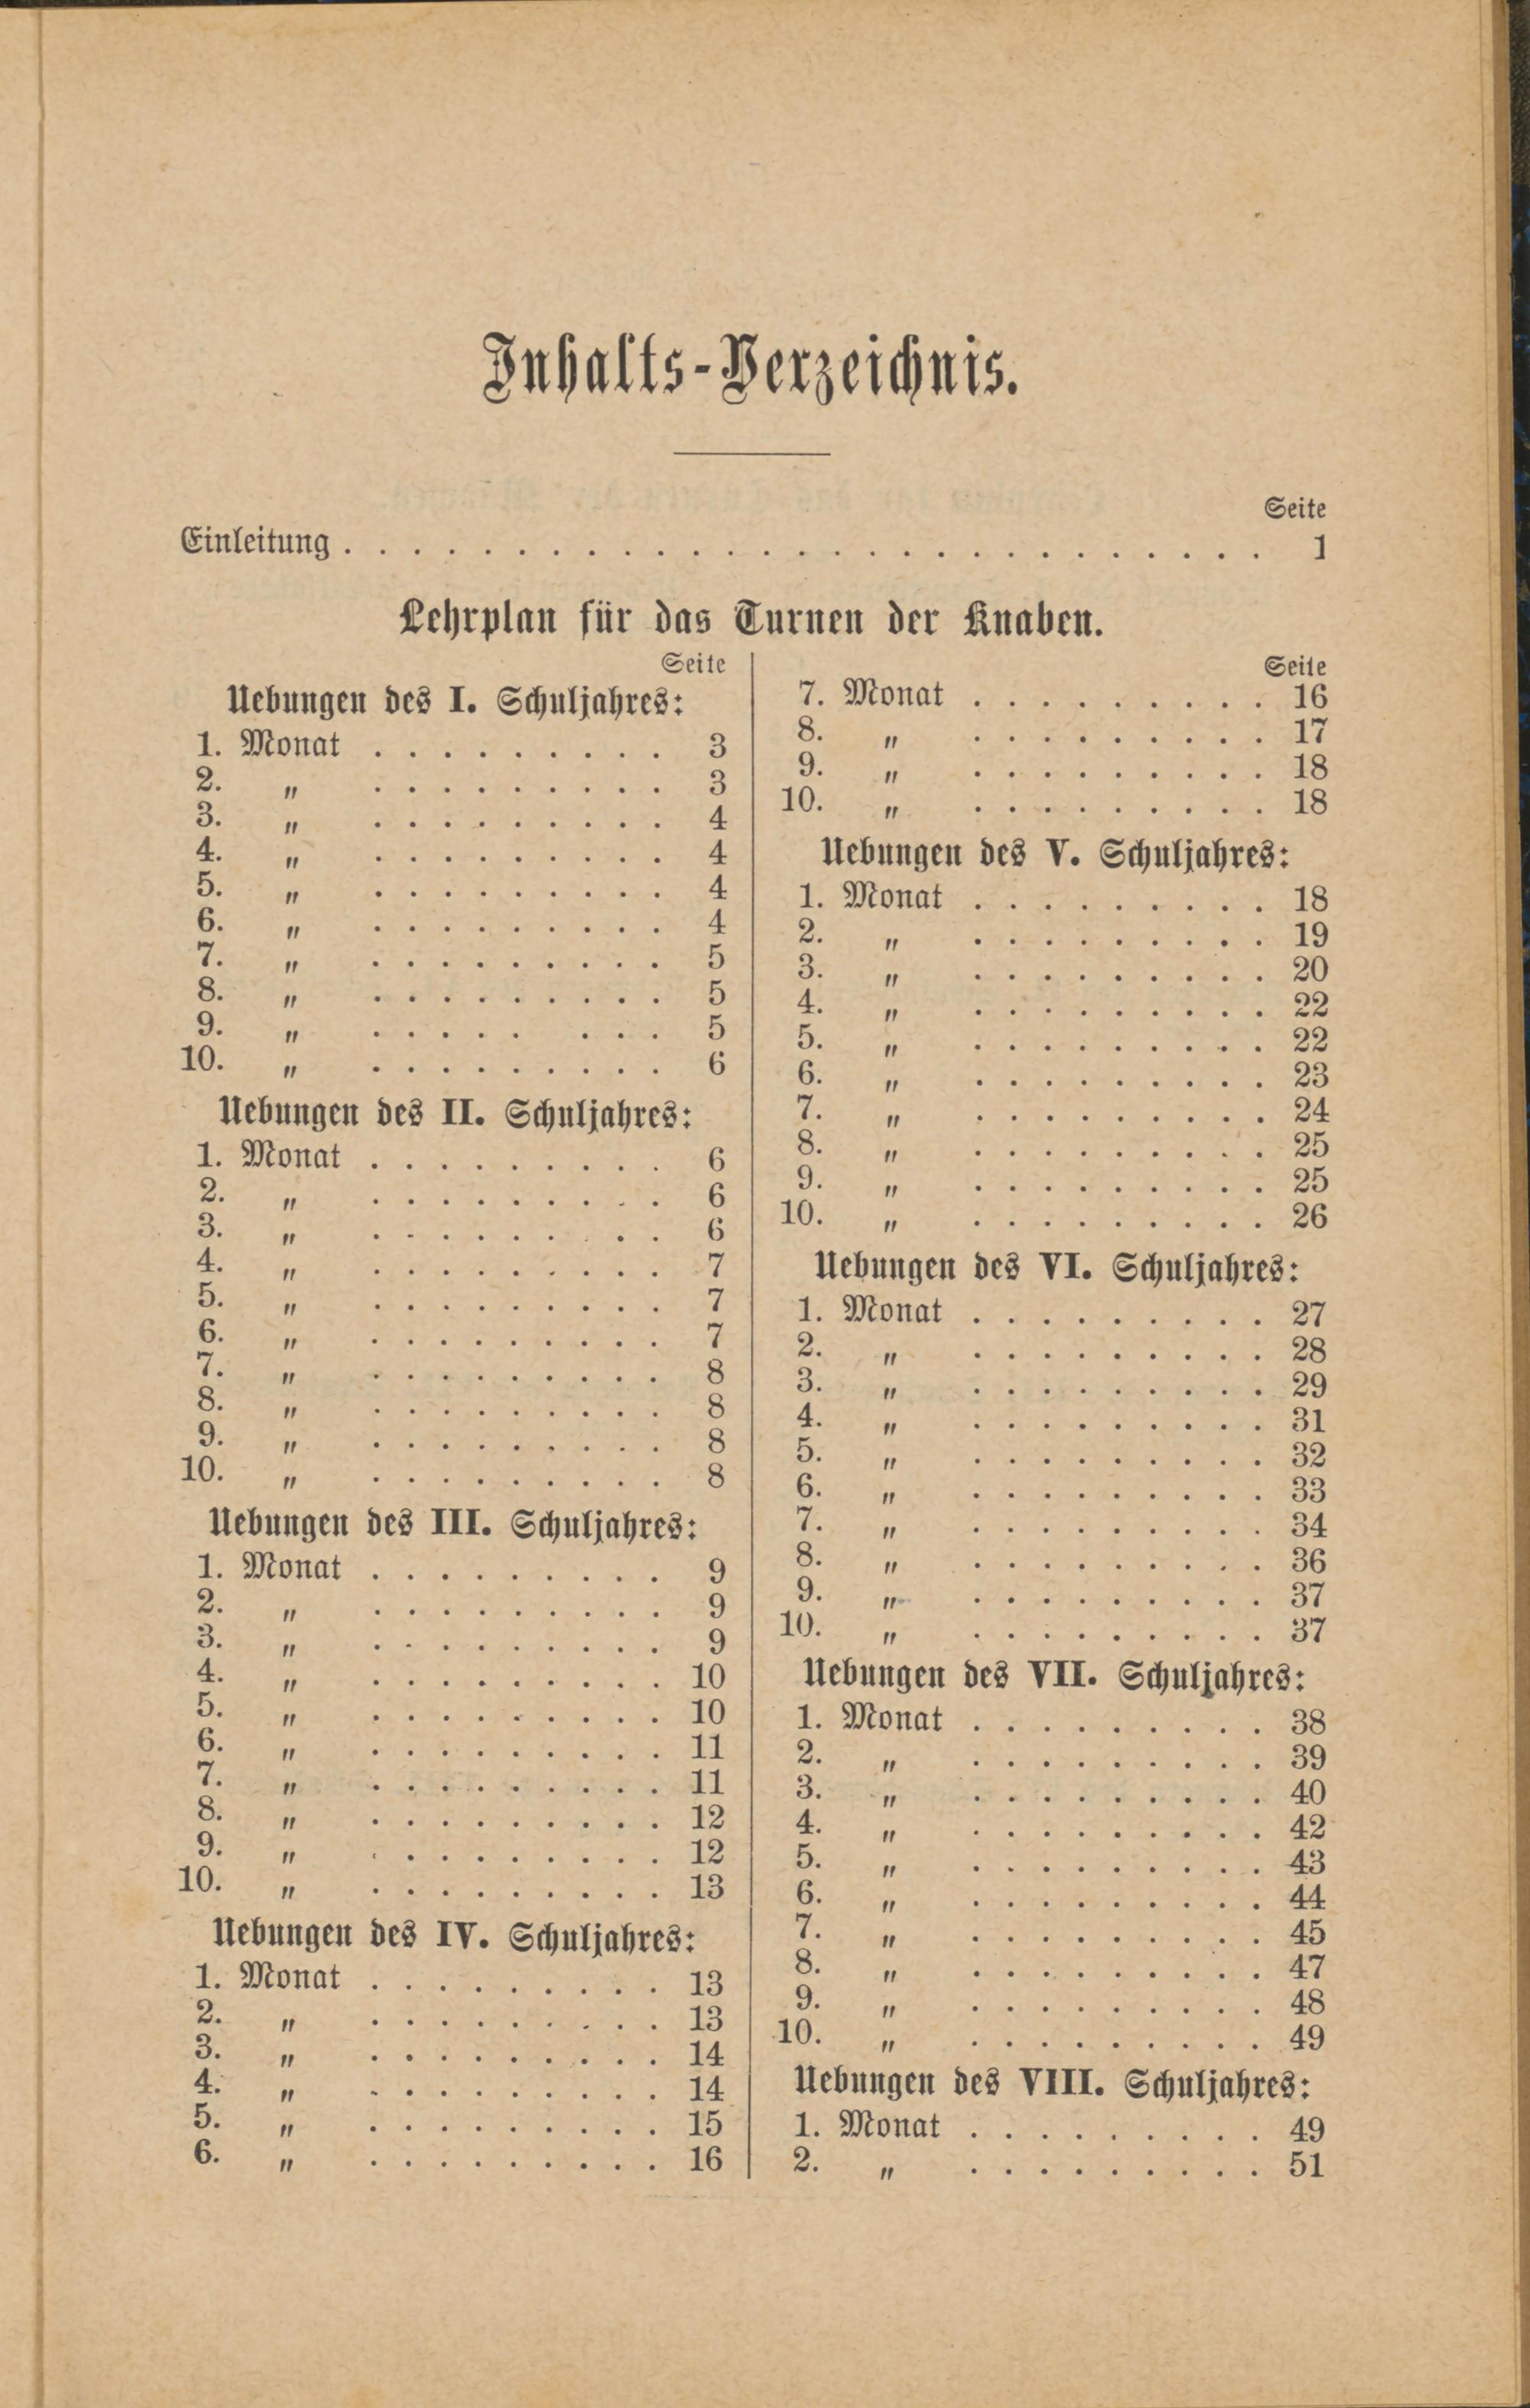 Inhalts-Verzeichnis.
Seite
Einleitung . . . . . . . . . . . . . . . . . . . . . . . . . . . 1
Lehrplan für das Turnen der Knaben.
Seite
Uebungen des I. Schuljahres:
1. Monat . . . . . . . . . 3
2. „ . . . . . . . . . 3
3. „ . . . . . . . . . 4
4. „ . . . . . . . . . 4
5. „ . . . . . . . . . 4
6. „ . . . . . . . . . 4
7. „ . . . . . . . . . 5
8. „ . . . . . . . . . 5
9. „ . . . . . . . . 5
10. „ . . . . . . . . . 6
Uebungen des II. Schuljahres:
1. Monat . . . . . . . . . 6
2. „ . . . . . . . . . 6
3. „ . . . . . . . . . 6
4. „ . . . . . . . . . 7
5. „ . . . . . . . . . 7
6. „ . . . . . . . . . 7
7. „ . . . . . . . . . 8
8. „ . . . . . . . . . 8
9. „ . . . . . . . . . 8
10. „ . . . . . . . . . 8
Uebungen des III. Schuljahres:
1. Monat . . . . . . . . . 9
2. „ . . . . . . . . . 9
3. „ . . . . . . . . . 9
4. „ . . . . . . . . . 10
5. „ . . . . . . . . . 10
6. „ . . . . . . . . . 11
7. „ . . . . . . . . . 11
8. „ . . . . . . . . . 12
9. „ . . . . . . . . . 12
10. „ . . . . . . . . . 13
Uebungen des IV. Schuljahres:
1. Monat . . . . . . . . . 13
2. „ . . . . . . . . . 13
3. „ . . . . . . . . . 14
4. „ . . . . . . . . . 14
5. „ . . . . . . . . . 15
6. „ . . . . . . . . . 16
Seite
7. Monat . . . . . . . . . 16
8. „ . . . . . . . . . 17
9. „ . . . . . . . . . 18
10. „ . . . . . . . . . 18
Uebungen des V. Schuljahres:
1. Monat . . . . . . . . . 18
2. „ . . . . . . . . . 19
3. „ . . . . . . . . . 20
4. „ . . . . . . . . . 22
5. „ . . . . . . . . . 22
6. „ . . . . . . . . . 23
7. „ . . . . . . . . . 24
8. „ . . . . . . . . . 25
9. „ . . . . . . . . . 25
10. „ . . . . . . . . . 26
Uebungen des VI. Schuljahres:
1. Monat . . . . . . . . . 27
2. „ . . . . . . . . . 28
3. „ . . . . . . . . . 29
4. „ . . . . . . . . . 31
5. „ . . . . . . . . . 32
6. „ . . . . . . . . . 33
7. „ . . . . . . . . . 34
8. „ . . . . . . . . . 36
9. „ . . . . . . . . . 37
10. „ . . . . . . . . . 37
Uebungen des VII. Schuljahres:
1. Monat . . . . . . . . . 38
2. „ . . . . . . . . . 39
3. „ . . . . . . . . . 40
4. „ . . . . . . . . . 42
5. „ . . . . . . . . . 43
6. „ . . . . . . . . . 44
7. „ . . . . . . . . . 45
8. „ . . . . . . . . . 47
9. „ . . . . . . . . . 48
10. „ . . . . . . . . . 49
Uebungen des VIII. Schuljahres:
1. Monat . . . . . . . . . 49
2. „ . . . . . . . . . 51